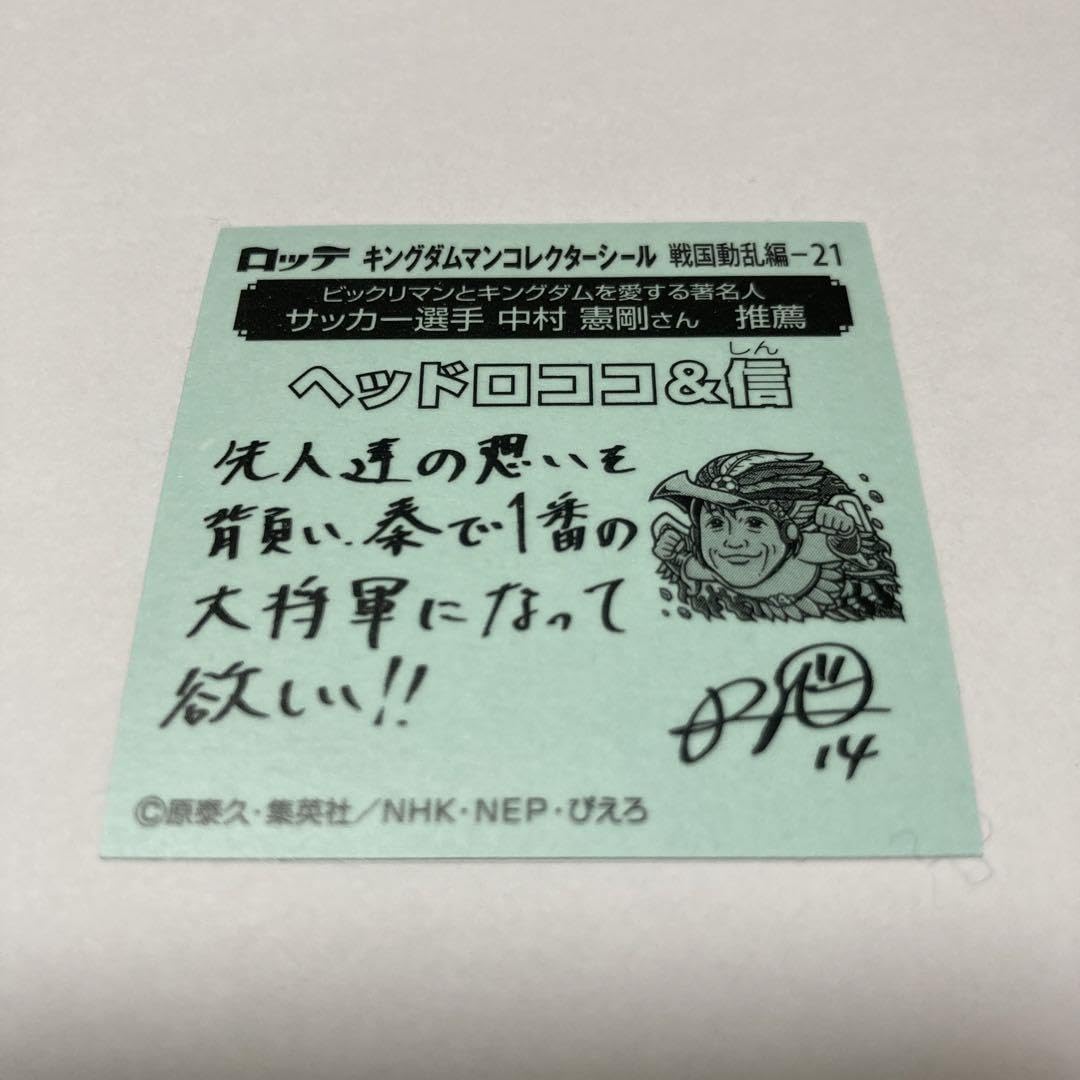 ロッテ キングダムマンコレクターシール 戦国動乱編-21
ビックリマンとキングダムを愛する著名人
サッカー選手 中村 憲剛さん 推薦
しん
ヘッドロココ&信
先人達の思いを
背負い、秦で1番の
大将軍になって
欲しい!!
14
©原泰久・集英社/NHK・NEP・ぴえろ